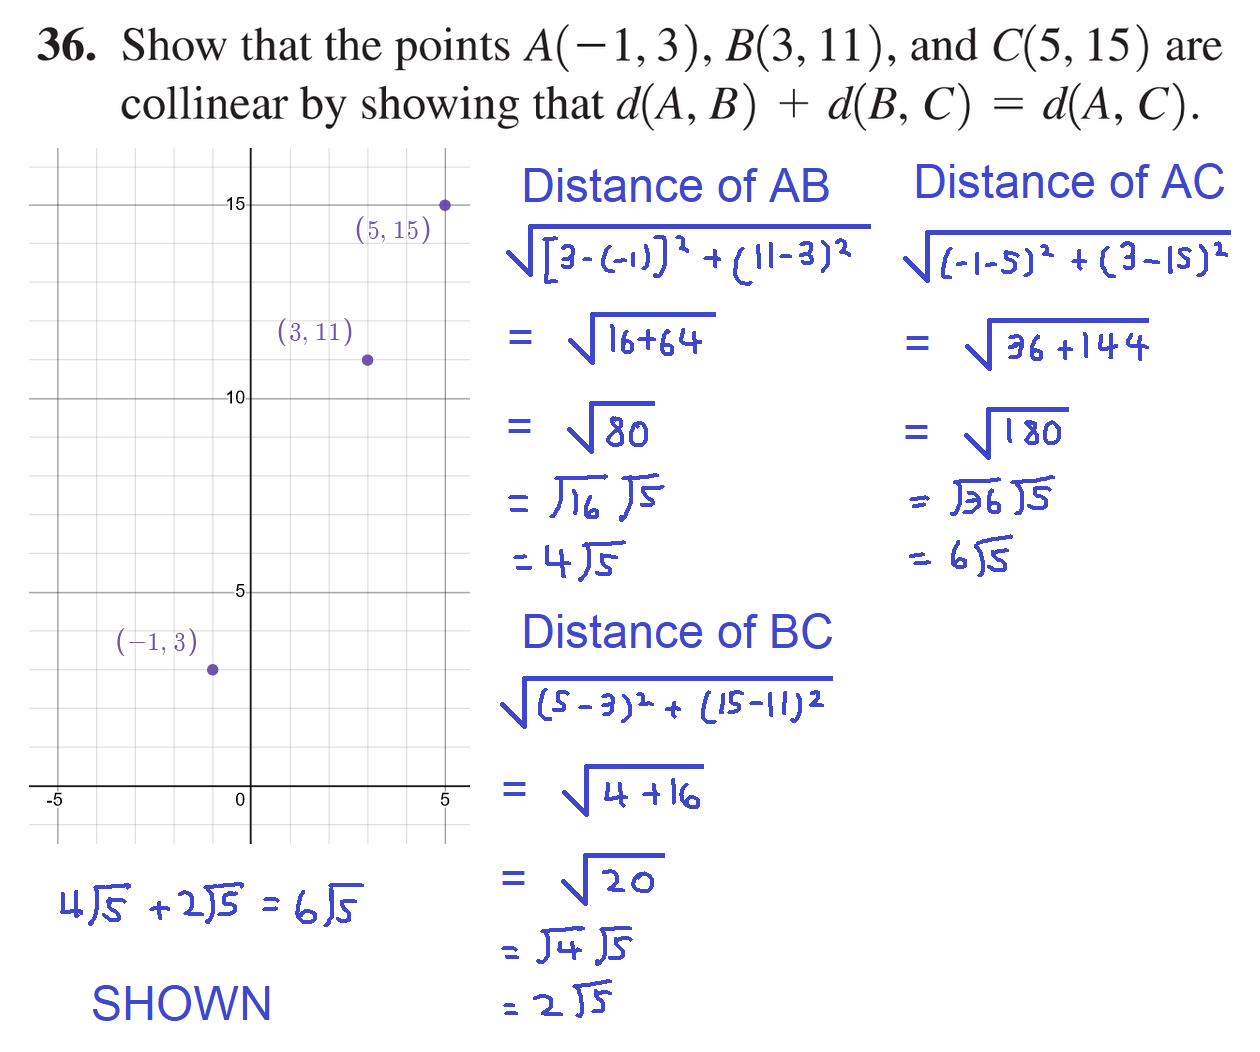 36. Show that the points A(−1, 3), B(3, 11), and C(5, 15) are
collinear by showing that d(A, B) + d(B, C) = d(A, C).
15
(5, 15)
(3, 11)
10
5
(−1, 3)
-5
0
5
4√5 + 2√5 = 6√5
SHOWN
Distance of AB
√[3-(-1)]² + (11-3)²
= √16+64
= √80
= √16 √5
= 4√5
Distance of BC
√(5-3)² + (15-11)²
= √4+16
= √20
= √4 √5
= 2√5
Distance of AC
√(-1-5)² + (3-15)²
= √36+144
= √180
= √36 √5
= 6√5